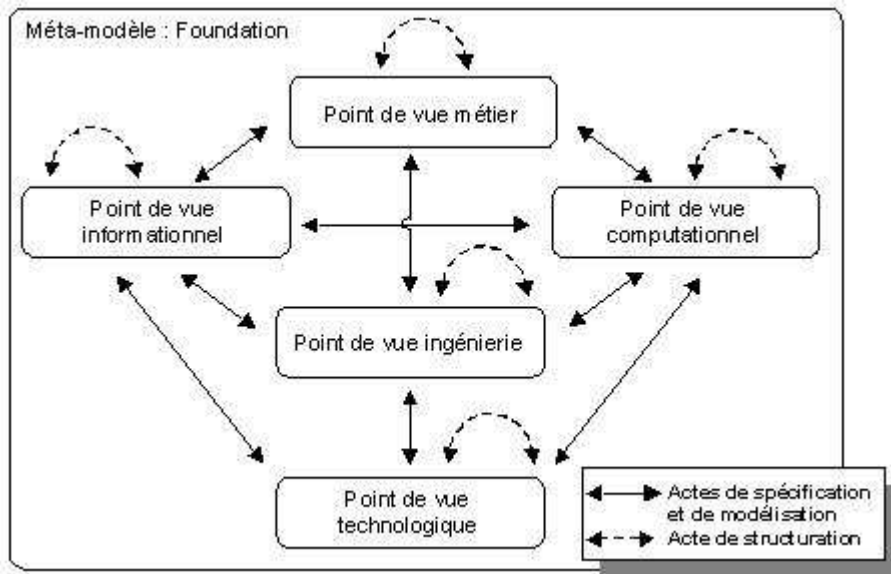 Méta-modèle : Foundation
Point de vue métier
Point de vue
informationnel
Point de vue
computationnel
Point de vue ingénierie
Point de vue
technologique
Actes de spécification
et de modélisation
Acte de structuration